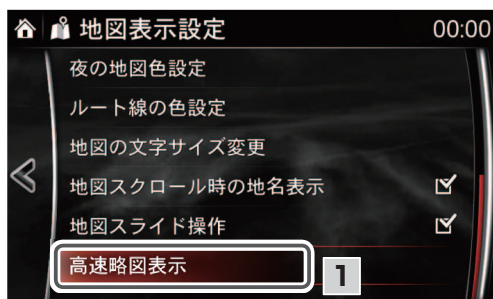 地図表示設定 00:00
夜の地図色設定
ルート線の色設定
地図の文字サイズ変更
地図スクロール時の地名表示
地図スライド操作
高速略図表示
1